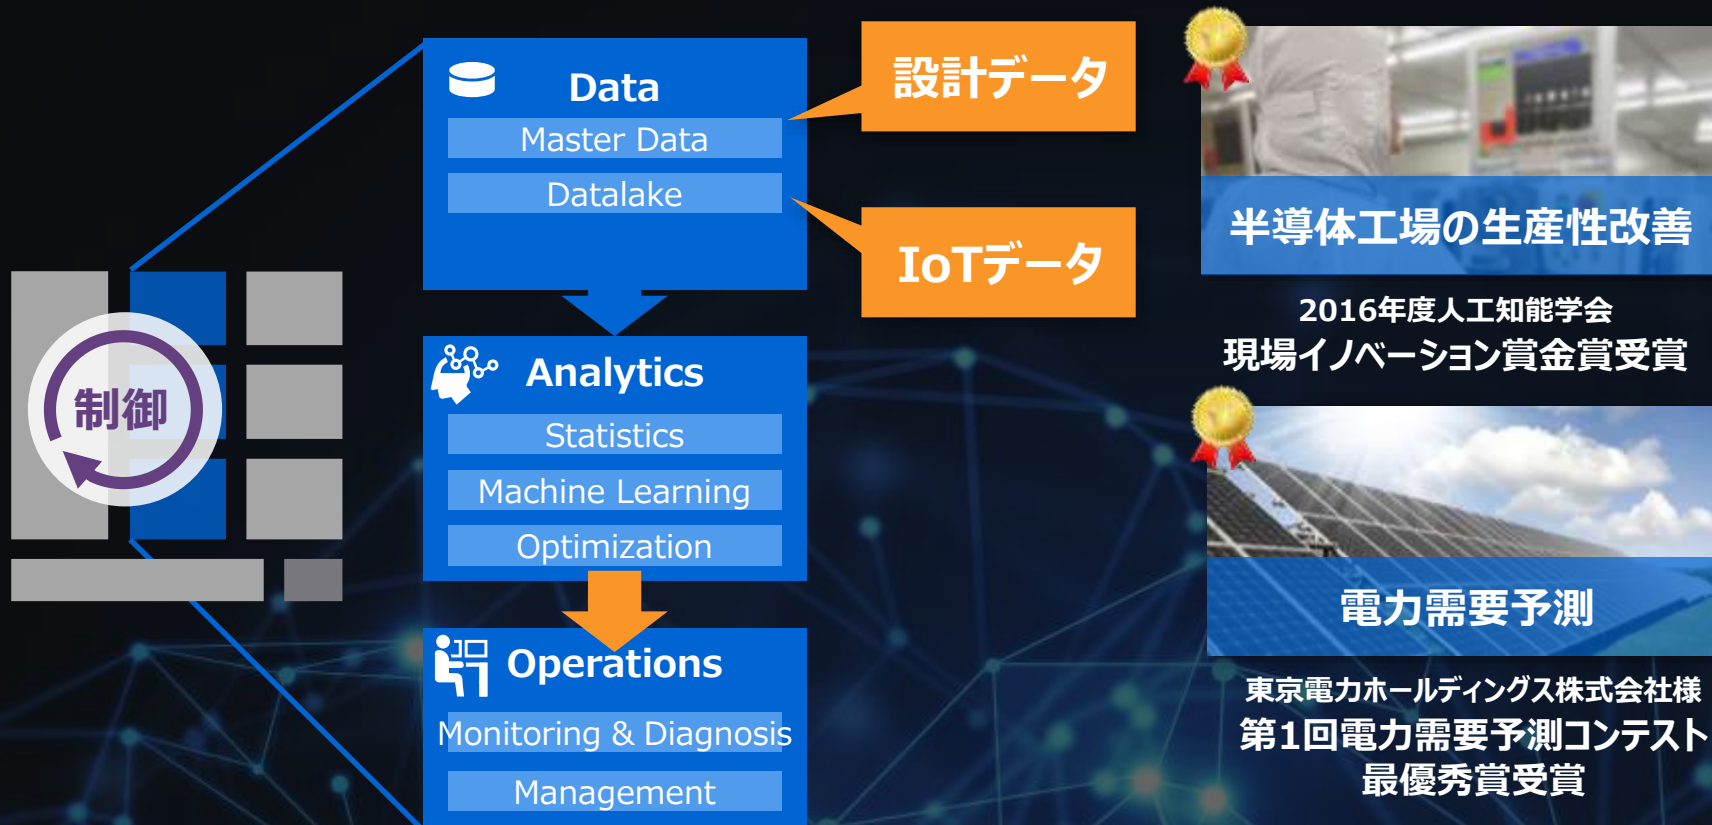 制御
Data
Master Data
Datalake
設計データ
IoTデータ
Analytics
Statistics
Machine Learning
Optimization
Operations
Monitoring & Diagnosis
Management
半導体工場の生産性改善
2016年度人工知能学会
現場イノベーション賞金賞受賞
電力需要予測
東京電力ホールディングス株式会社様
第1回電力需要予測コンテスト
最優秀賞受賞